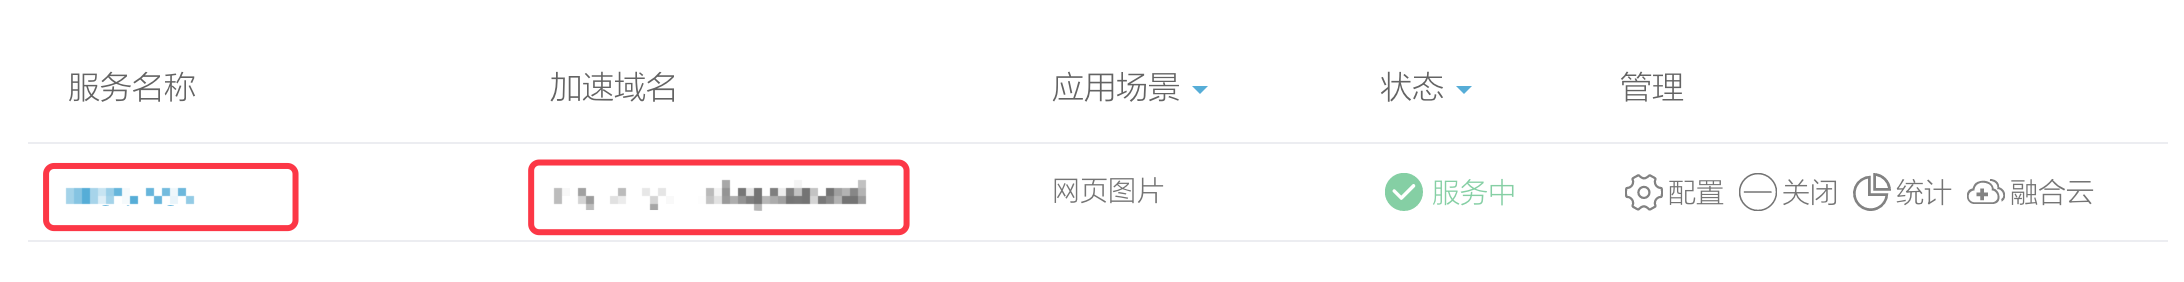 服务名称 加速域名 应用场景 状态 管理
网页图片 服务中 配置 关闭 统计 融合云